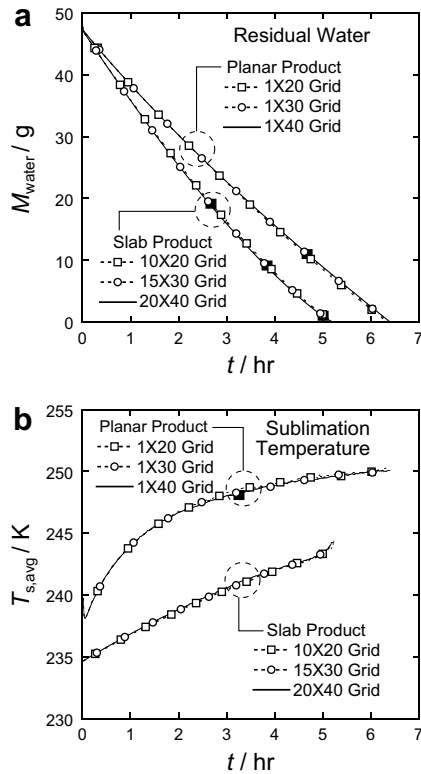 a
Residual Water
Planar Product
1X20 Grid
1X30 Grid
1X40 Grid
Slab Product
10X20 Grid
15X30 Grid
20X40 Grid
M_water / g
50
40
30
20
10
0
0 1 2 3 4 5 6 7
t / hr
b
Sublimation
Temperature
Planar Product
1X20 Grid
1X30 Grid
1X40 Grid
Slab Product
10X20 Grid
15X30 Grid
20X40 Grid
T_s,avg / K
255
250
245
240
235
230
0 1 2 3 4 5 6 7
t / hr